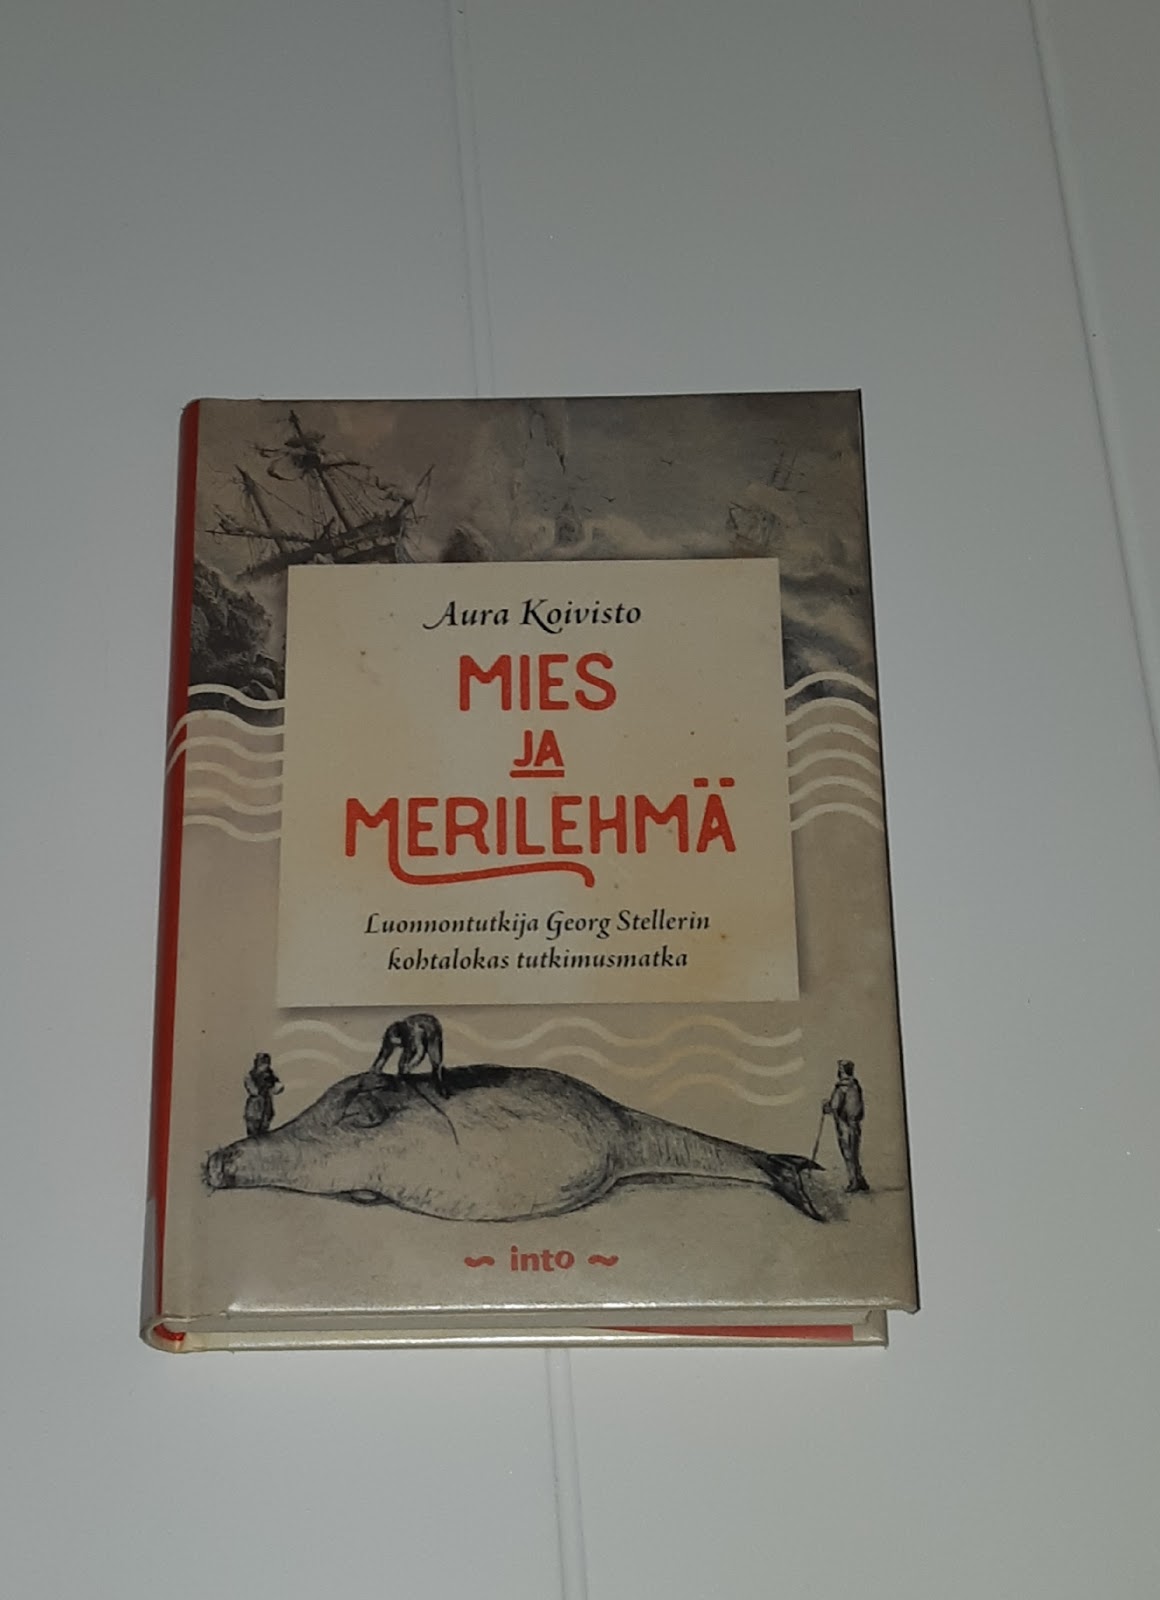 Aura Koivisto
MIES
JA
MERILEHMÄ
Luonnontutkija Georg Stellerin
kohtalokas tutkimusmatka
~ into ~